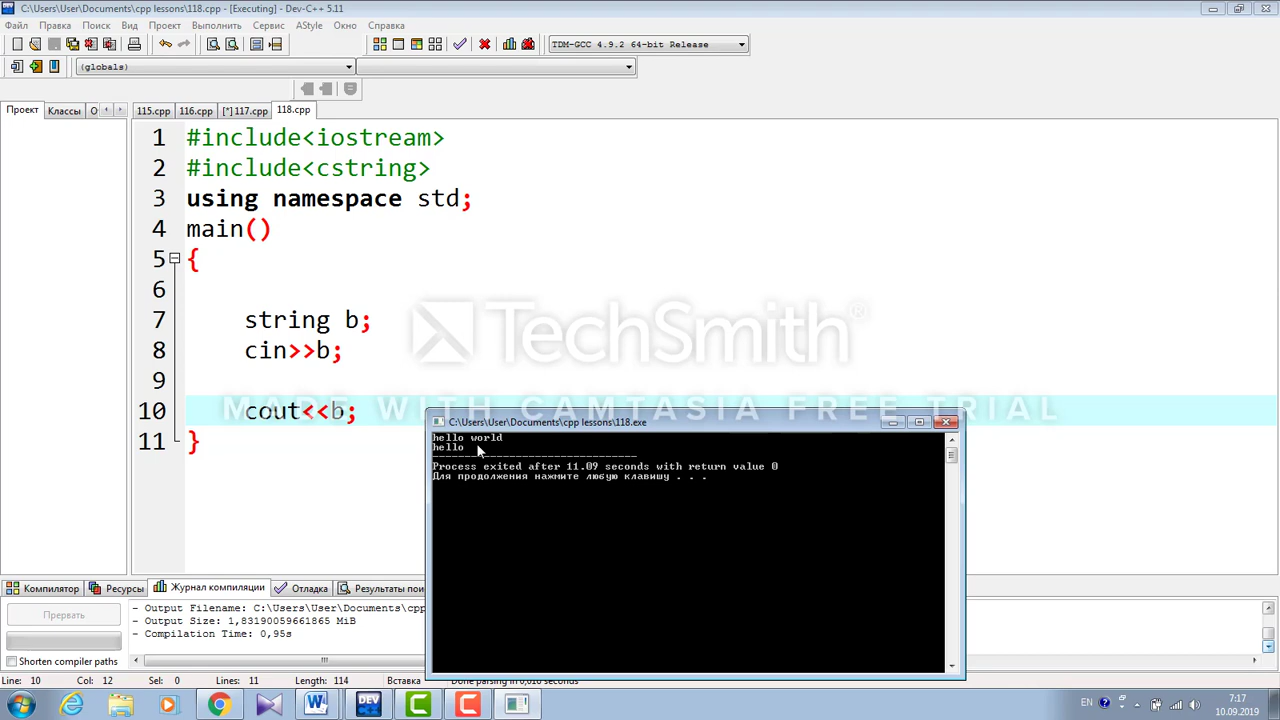 C:\Users\User\Documents\cpp lessons\118.cpp - [Executing] - Dev-C++ 5.11
Файл Правка Поиск Вид Проект Выполнить Сервис AStyle Окно Справка
TDM-GCC 4.9.2 64-bit Release
(globals)
Проект Классы О 115.cpp 116.cpp [*] 117.cpp 118.cpp
1 #include<iostream>
2 #include<cstring>
3 using namespace std;
4 main()
5 {
6
7 string b;
8 cin>>b;
9
10 cout<<b;
11 }
TechSmith®
MADE WITH CAMTASIA FREE TRIAL
C:\Users\User\Documents\cpp lessons\118.exe
hello world
hello
--------------------------------
Process exited after 11.09 seconds with return value 0
Для продолжения нажмите любую клавишу . . .
Компилятор Ресурсы Журнал компиляции Отладка Результаты пои
Прервать
Shorten compiler paths
- Output Filename: C:\Users\User\Documents\cpp
- Output Size: 1,83190059661865 MiB
- Compilation Time: 0,95s
Line: 10 Col: 12 Sel: 0 Lines: 11 Length: 114 Вставка Done parsing in 0,016 seconds
DEV
EN 7:17
10.09.2019